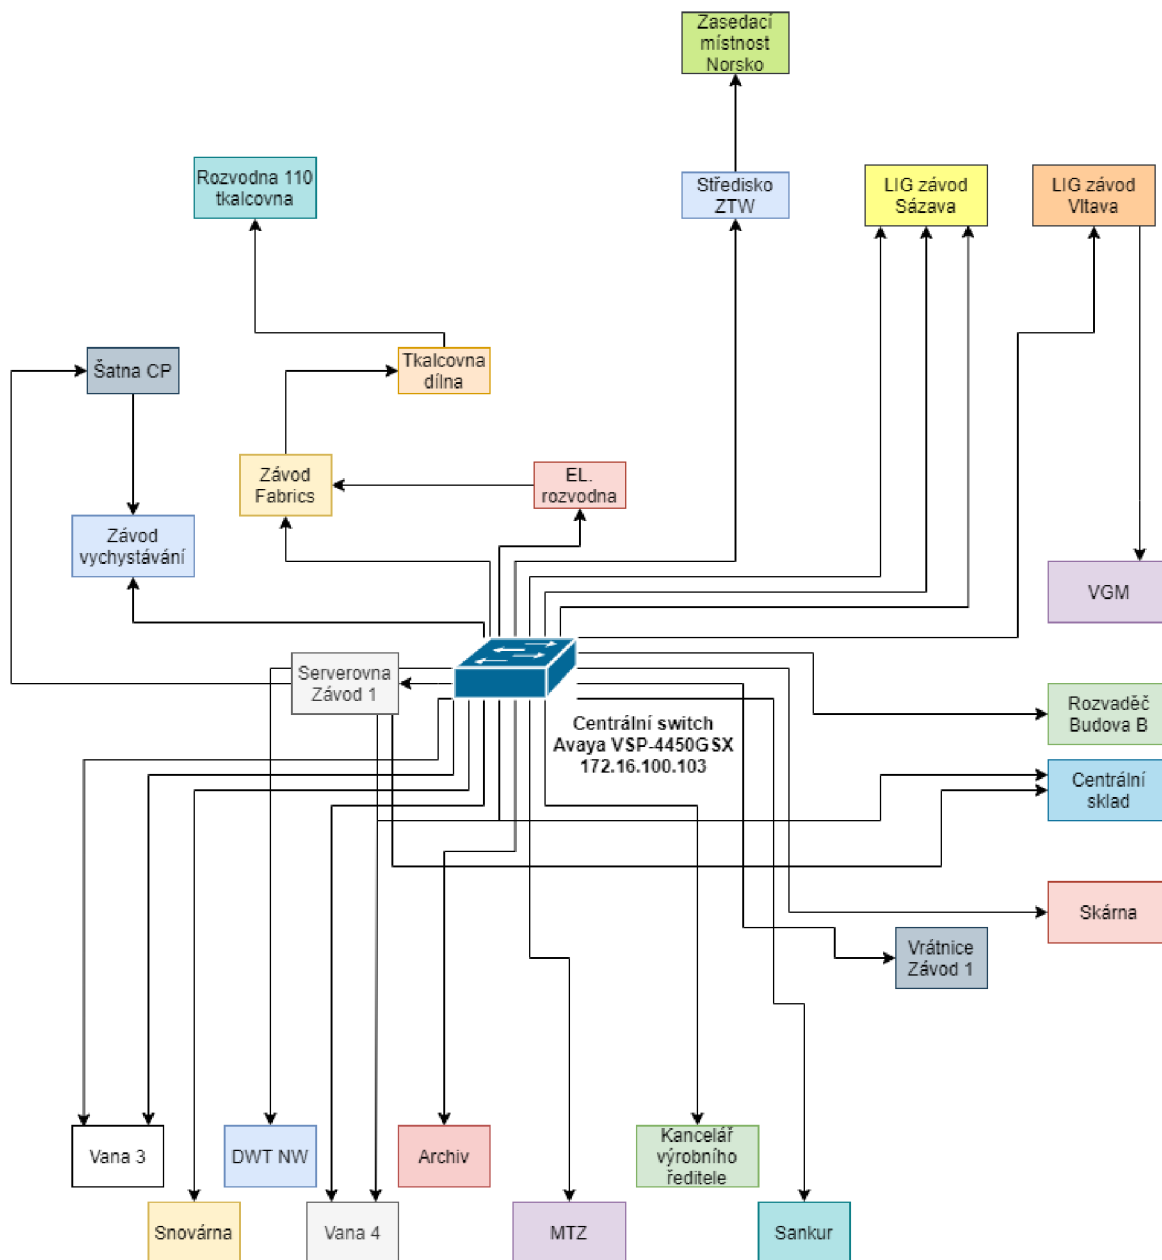 Zasedací
místnost
Norsko
Rozvodna 110
tkalcovna
Středisko
ZTW
LIG závod
Sázava
LIG závod
Vltava
Šatna CP
Tkalcovna
dílna
Závod
Fabrics
EL.
rozvodna
Závod
vychystávání
VGM
Serverovna
Závod 1
Centrální switch
Avaya VSP-4450GSX
172.16.100.103
Rozvaděč
Budova B
Centrální
sklad
Skárna
Vrátnice
Závod 1
Vana 3
DWT NW
Archiv
Kancelář
výrobního
ředitele
Snovárna
Vana 4
MTZ
Sankur